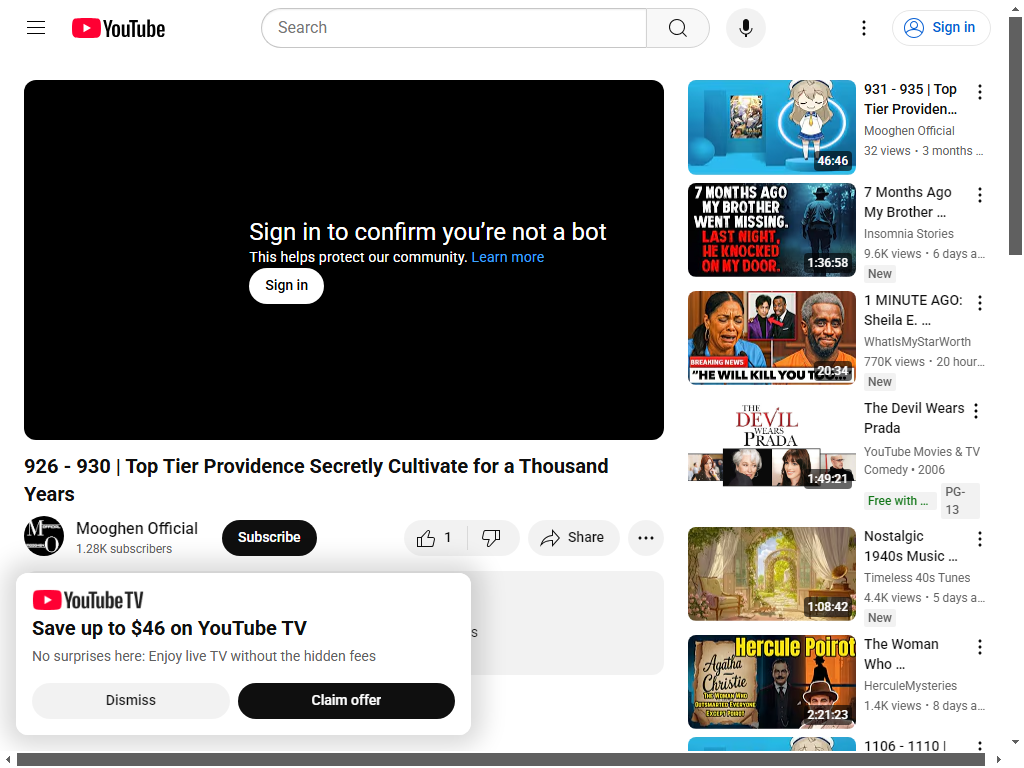 YouTube
Search
Sign in
Sign in to confirm you're not a bot
This helps protect our community. Learn more
Sign in
926 - 930 | Top Tier Providence Secretly Cultivate for a Thousand
Years
Mooghen Official
1.28K subscribers
Subscribe
1
Share
s
YouTube TV
Save up to $46 on YouTube TV
No surprises here: Enjoy live TV without the hidden fees
Dismiss
Claim offer
46:46
931 - 935 | Top
Tier Providen…
Mooghen Official
32 views • 3 months …
7 MONTHS AGO
MY BROTHER
WENT MISSING.
LAST NIGHT,
HE KNOCKED
ON MY DOOR.
1:36:58
7 Months Ago
My Brother …
Insomnia Stories
9.6K views • 6 days a…
New
BREAKING NEWS
"HE WILL KILL YOU
20:34
1 MINUTE AGO:
Sheila E. …
WhatIsMyStarWorth
770K views • 20 hour…
New
THE
DEVIL
WEARS
PRADA
1:49:21
The Devil Wears
Prada
YouTube Movies & TV
Comedy • 2006
Free with …
PG-
13
1:08:42
Nostalgic
1940s Music …
Timeless 40s Tunes
4.4K views • 5 days a…
New
Hercule Poirot
Agatha
Christie
THE WOMAN WHO
OUTSMARTED EVERYONE
EXCEPT POIROT
2:21:23
The Woman
Who …
HerculeMysteries
1.4K views • 8 days a…
1106 - 1110 |